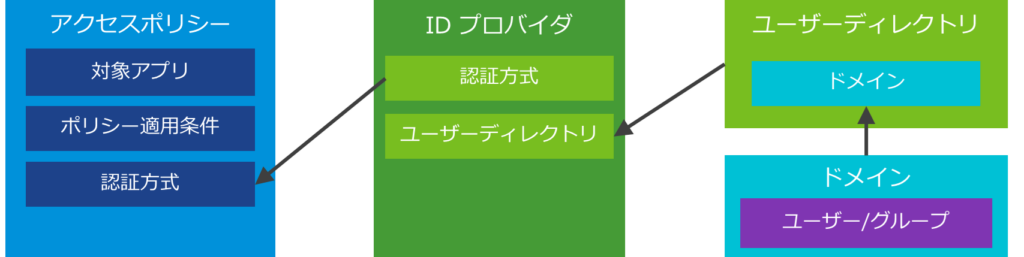 アクセスポリシー
対象アプリ
ポリシー適用条件
認証方式
ID プロバイダ
認証方式
ユーザーディレクトリ
ユーザーディレクトリ
ドメイン
ドメイン
ユーザー/グループ